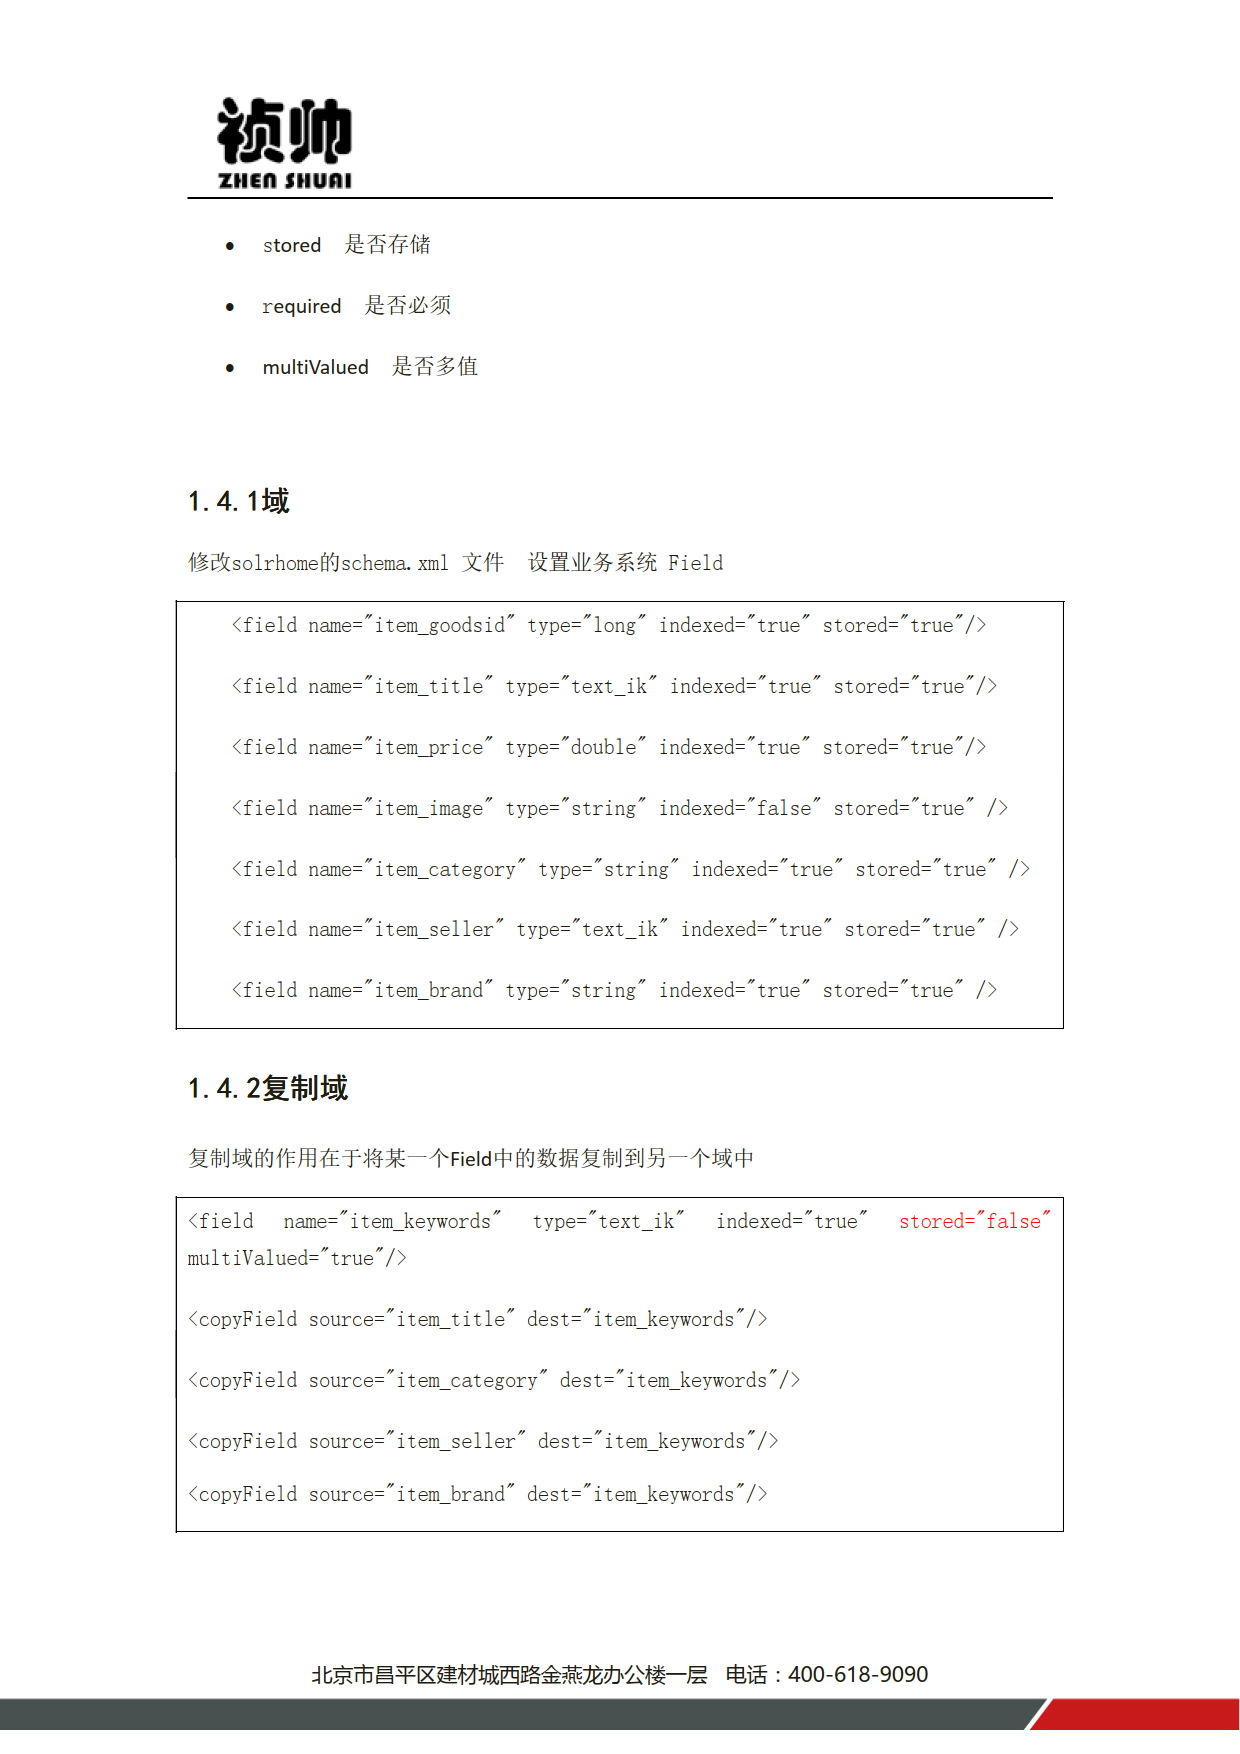 祯帅
ZHEN SHUAI
• stored 是否存储
• required 是否必须
• multiValued 是否多值
1.4.1域
修改solrhome的schema.xml 文件 设置业务系统 Field
<field name="item_goodsid" type="long" indexed="true" stored="true"/>
<field name="item_title" type="text_ik" indexed="true" stored="true"/>
<field name="item_price" type="double" indexed="true" stored="true"/>
<field name="item_image" type="string" indexed="false" stored="true" />
<field name="item_category" type="string" indexed="true" stored="true" />
<field name="item_seller" type="text_ik" indexed="true" stored="true" />
<field name="item_brand" type="string" indexed="true" stored="true" />
1.4.2复制域
复制域的作用在于将某一个Field中的数据复制到另一个域中
<field name="item_keywords" type="text_ik" indexed="true" stored="false"
multiValued="true"/>
<copyField source="item_title" dest="item_keywords"/>
<copyField source="item_category" dest="item_keywords"/>
<copyField source="item_seller" dest="item_keywords"/>
<copyField source="item_brand" dest="item_keywords"/>
北京市昌平区建材城西路金燕龙办公楼一层 电话：400-618-9090